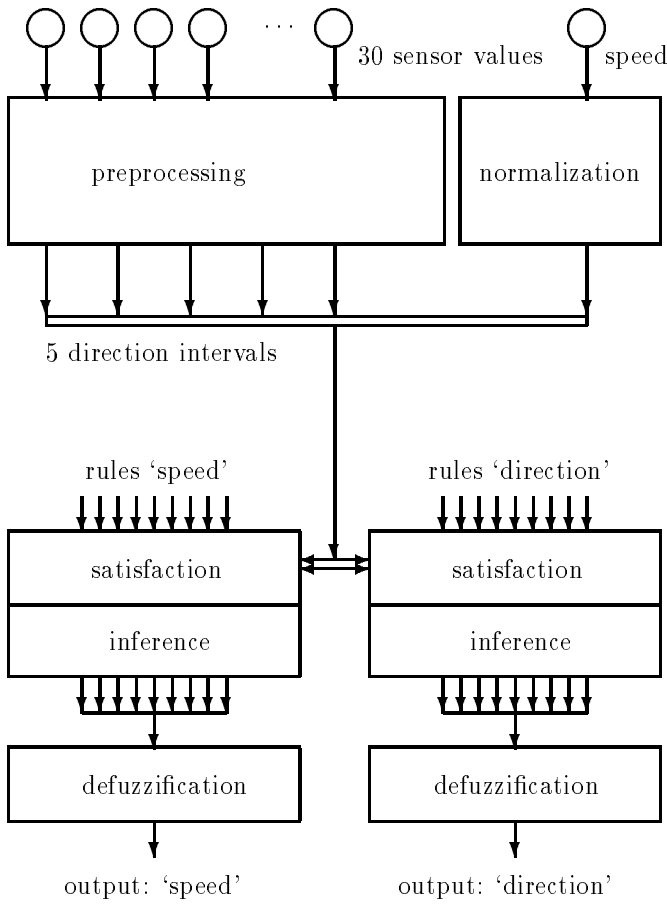 ...
30 sensor values speed
preprocessing normalization
5 direction intervals
rules ‘speed’ rules ‘direction’
satisfaction satisfaction
inference inference
defuzzification defuzzification
output: ‘speed’ output: ‘direction’